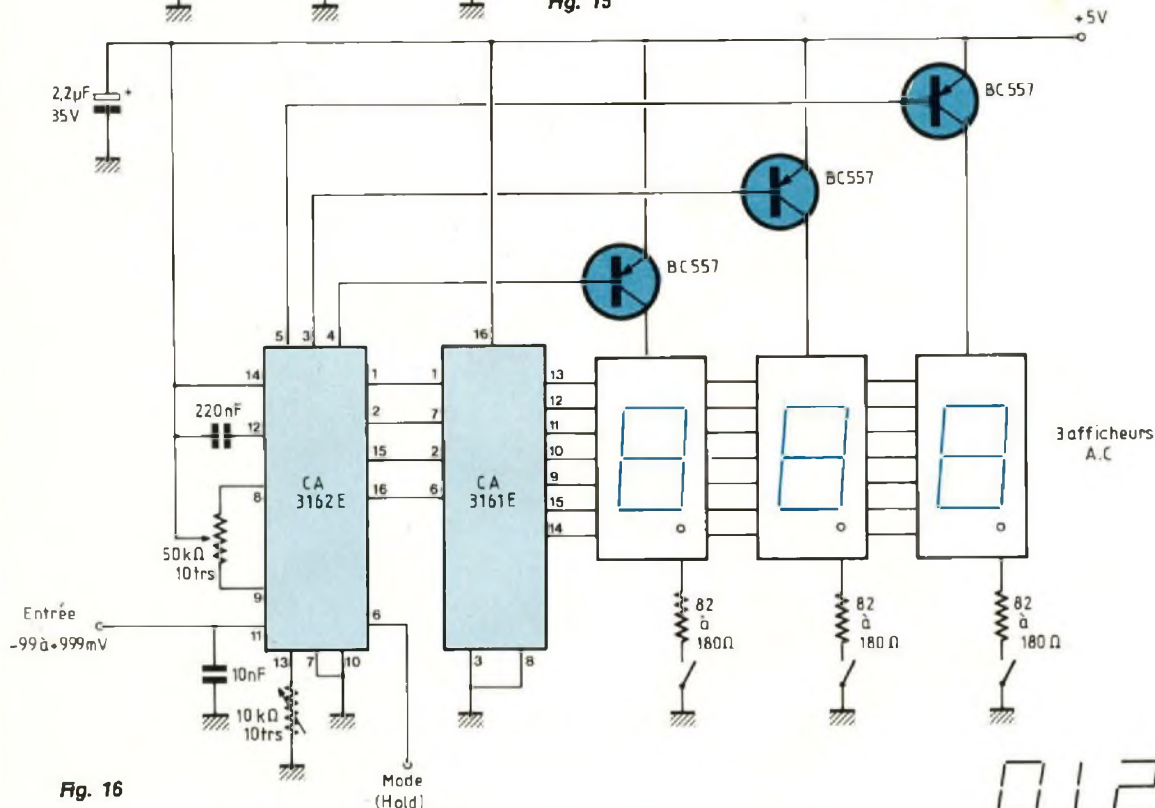 Fig. 15
+5V
2,2µF
+
35V
BC557
BC557
BC557
5
3
4
16
14
12
220nF
8
50kΩ
10trs
9
Entrée
-99à+999mV
11
10nF
13
7
10
10kΩ
10trs
CA
3162E
1
2
15
16
6
Mode
(Hold)
1
7
2
6
CA
3161E
3
8
13
12
11
10
9
15
14
3afficheurs
A.C
82
à
180Ω
82
à
180Ω
82
à
180Ω
Fig. 16
012